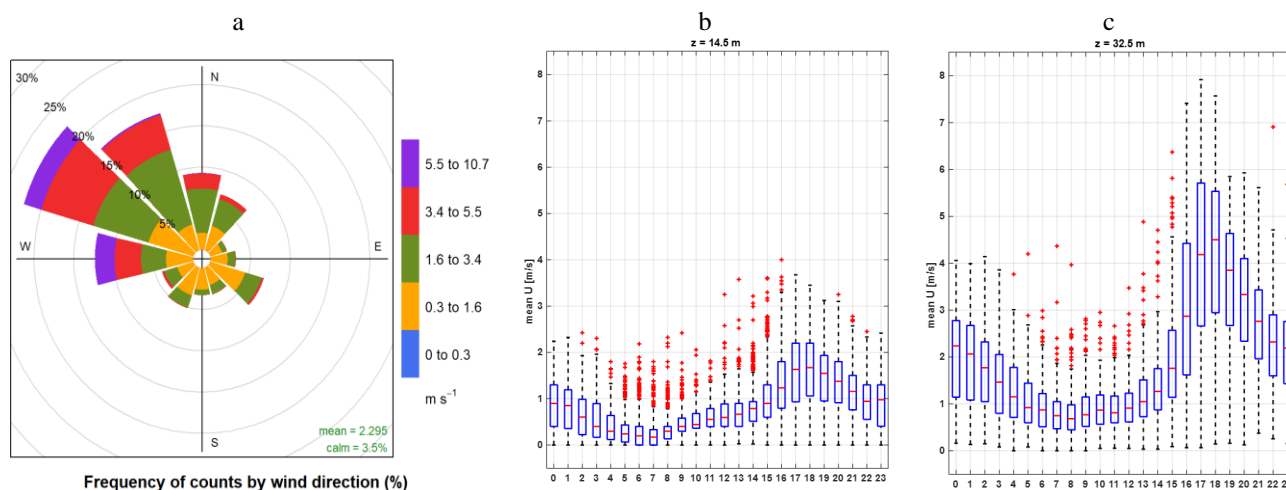 a
b
c
30%
25%
20%
15%
10%
5%
N
W
E
S
5.5 to 10.7
3.4 to 5.5
1.6 to 3.4
0.3 to 1.6
0 to 0.3
m s⁻¹
mean = 2.295
calm = 3.5%
Frequency of counts by wind direction (%)
z = 14.5 m
mean U [m/s]
8
7
6
5
4
3
2
1
0
0 1 2 3 4 5 6 7 8 9 10 11 12 13 14 15 16 17 18 19 20 21 22 23
z = 32.5 m
mean U [m/s]
8
7
6
5
4
3
2
1
0
0 1 2 3 4 5 6 7 8 9 10 11 12 13 14 15 16 17 18 19 20 21 22